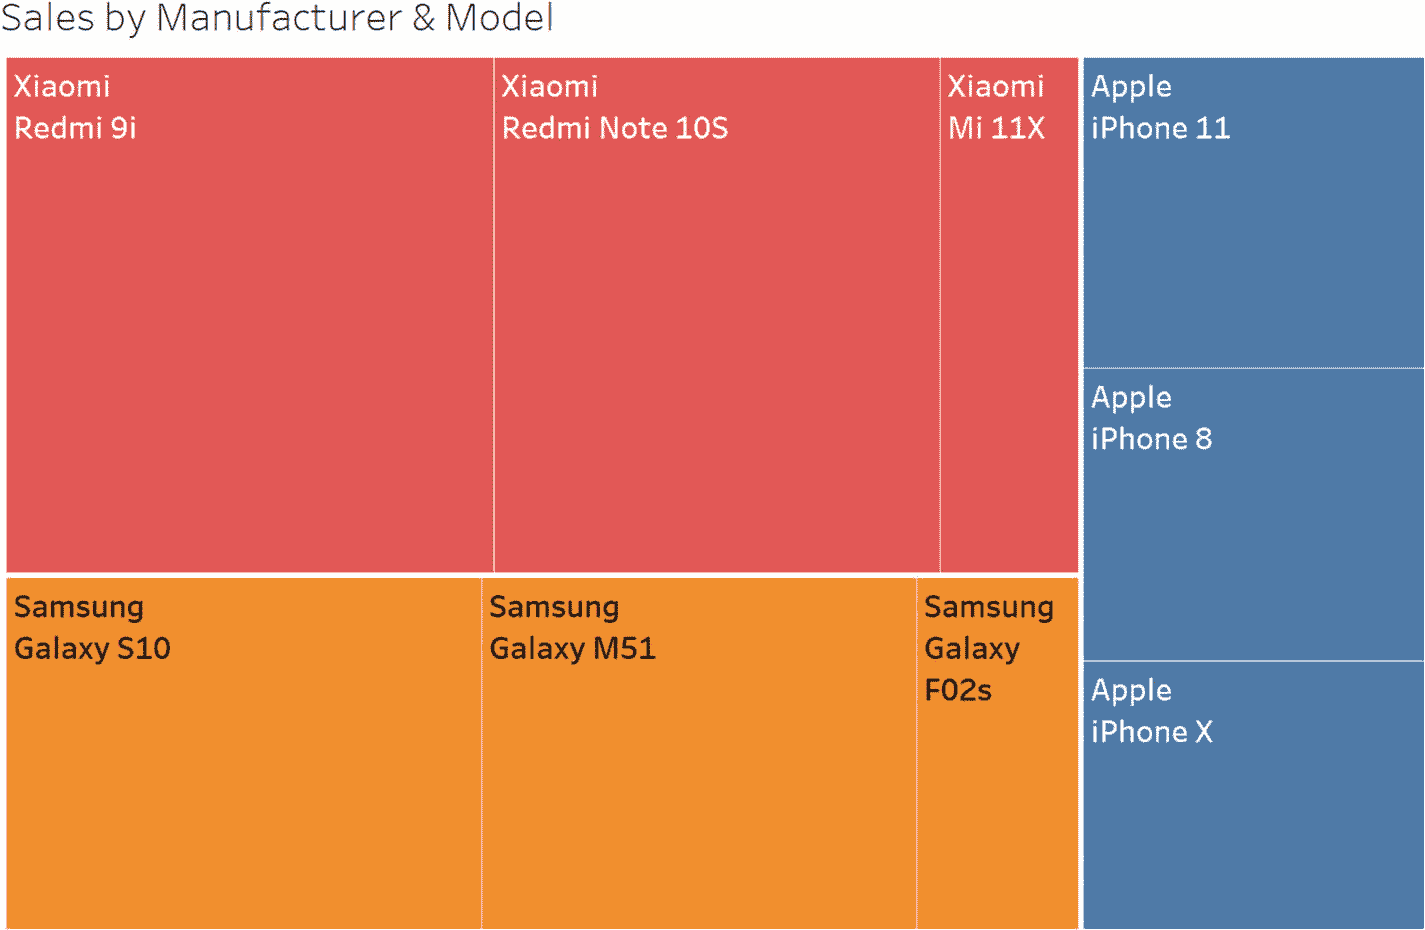 Sales by Manufacturer & Model
Xiaomi
Redmi 9i
Xiaomi
Redmi Note 10S
Xiaomi
Mi 11X
Apple
iPhone 11
Apple
iPhone 8
Apple
iPhone X
Samsung
Galaxy S10
Samsung
Galaxy M51
Samsung
Galaxy
F02s